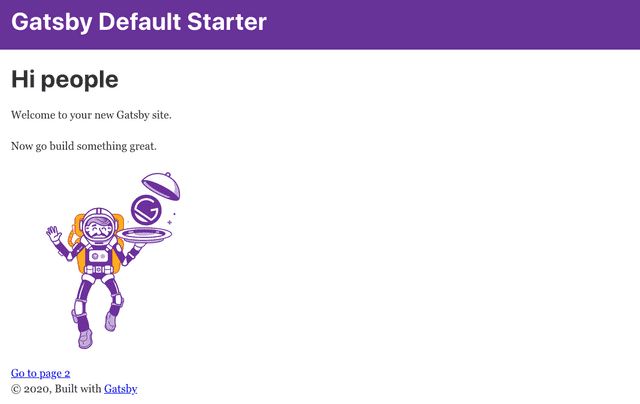 Gatsby Default Starter
Hi people
Welcome to your new Gatsby site.
Now go build something great.
Go to page 2
© 2020, Built with Gatsby